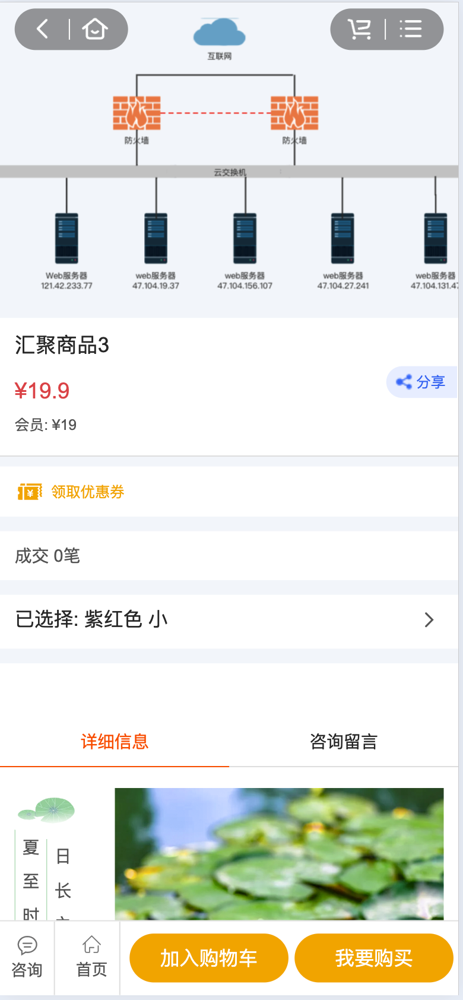 互联网
防火墙 防火墙
云交换机
Web服务器 web服务器 web服务器 web服务器 web服务器
121.42.233.77 47.104.19.37 47.104.156.107 47.104.27.241 47.104.131.47
汇聚商品3
¥19.9
分享
会员: ¥19
领取优惠券
成交 0笔
已选择: 紫红色 小
详细信息 咨询留言
夏至时
日长
咨询 首页 加入购物车 我要购买